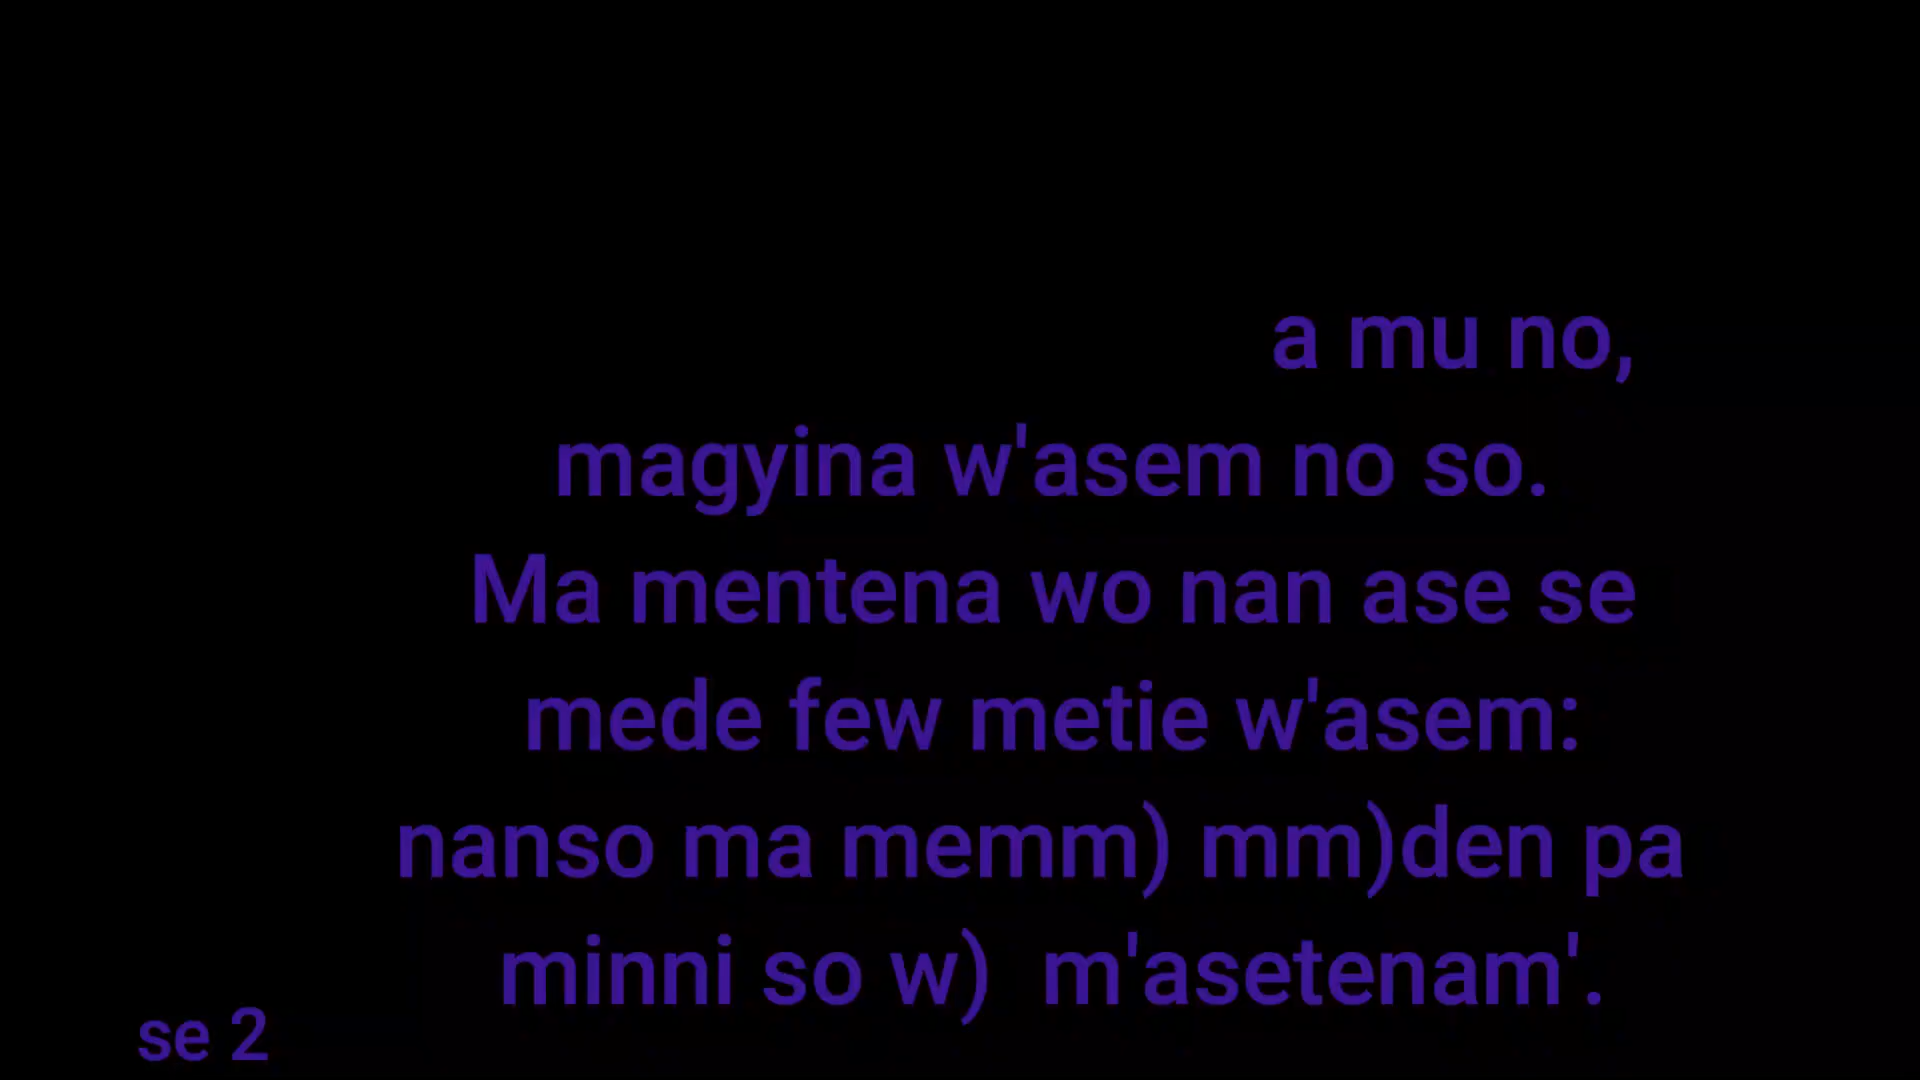 a mu no,
magyina w'asem no so.
Ma mentena wo nan ase se
mede few metie w'asem:
nanso ma memm) mm)den pa
minni so w)  m'asetenam'.
se 2